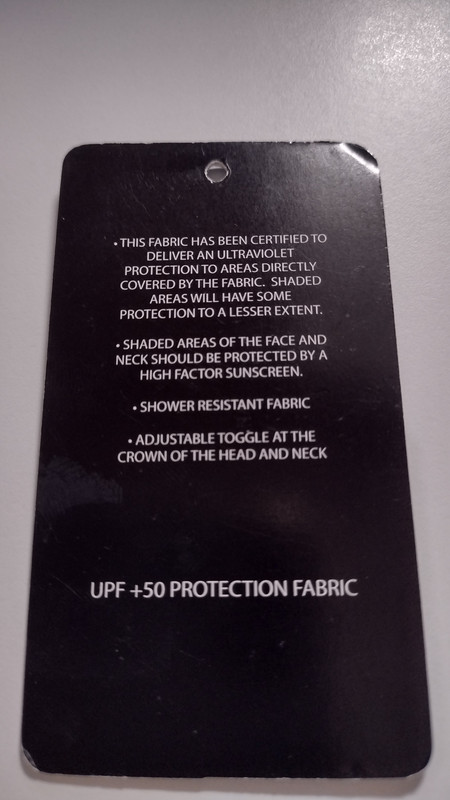 • THIS FABRIC HAS BEEN CERTIFIED TO
DELIVER AN ULTRAVIOLET
PROTECTION TO AREAS DIRECTLY
COVERED BY THE FABRIC. SHADED
AREAS WILL HAVE SOME
PROTECTION TO A LESSER EXTENT.
• SHADED AREAS OF THE FACE AND
NECK SHOULD BE PROTECTED BY A
HIGH FACTOR SUNSCREEN.
• SHOWER RESISTANT FABRIC
• ADJUSTABLE TOGGLE AT THE
CROWN OF THE HEAD AND NECK
UPF +50 PROTECTION FABRIC